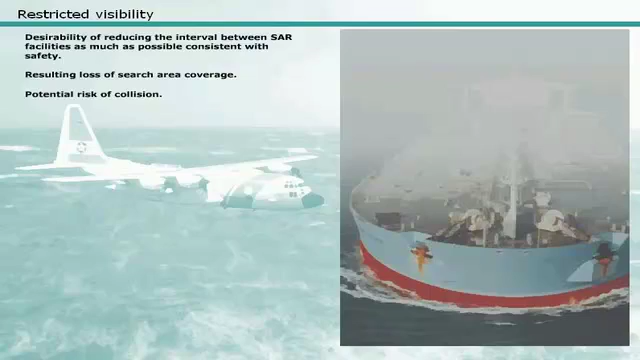 Restricted visibility
Desirability of reducing the interval between SAR
facilities as much as possible consistent with
safety.
Resulting loss of search area coverage.
Potential risk of collision.